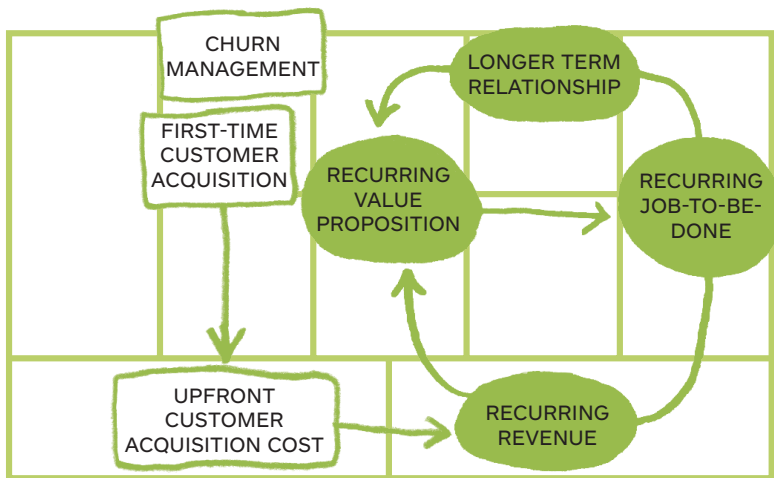 CHURN
MANAGEMENT
FIRST-TIME
CUSTOMER
ACQUISITION
LONGER TERM
RELATIONSHIP
RECURRING
VALUE
PROPOSITION
RECURRING
JOB-TO-BE-
DONE
UPFRONT
CUSTOMER
ACQUISITION COST
RECURRING
REVENUE